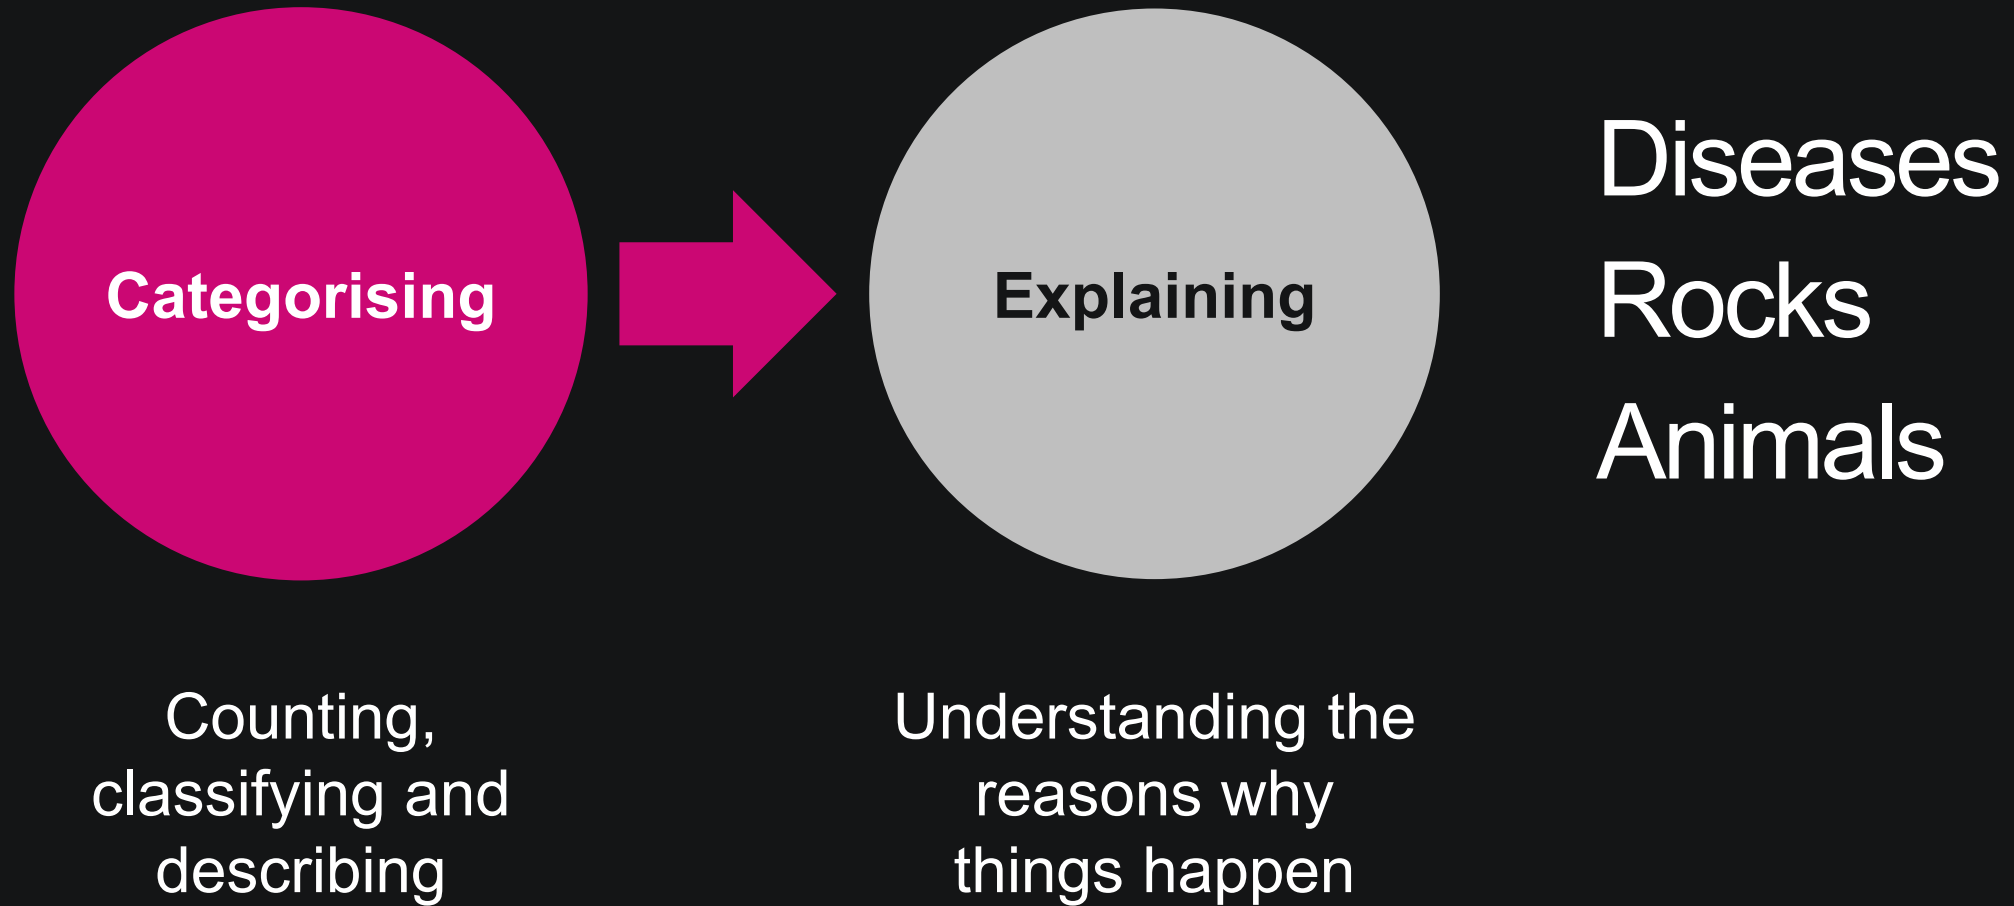 Categorising
Explaining
Diseases
Rocks
Animals
Counting,
classifying and
describing
Understanding the
reasons why
things happen